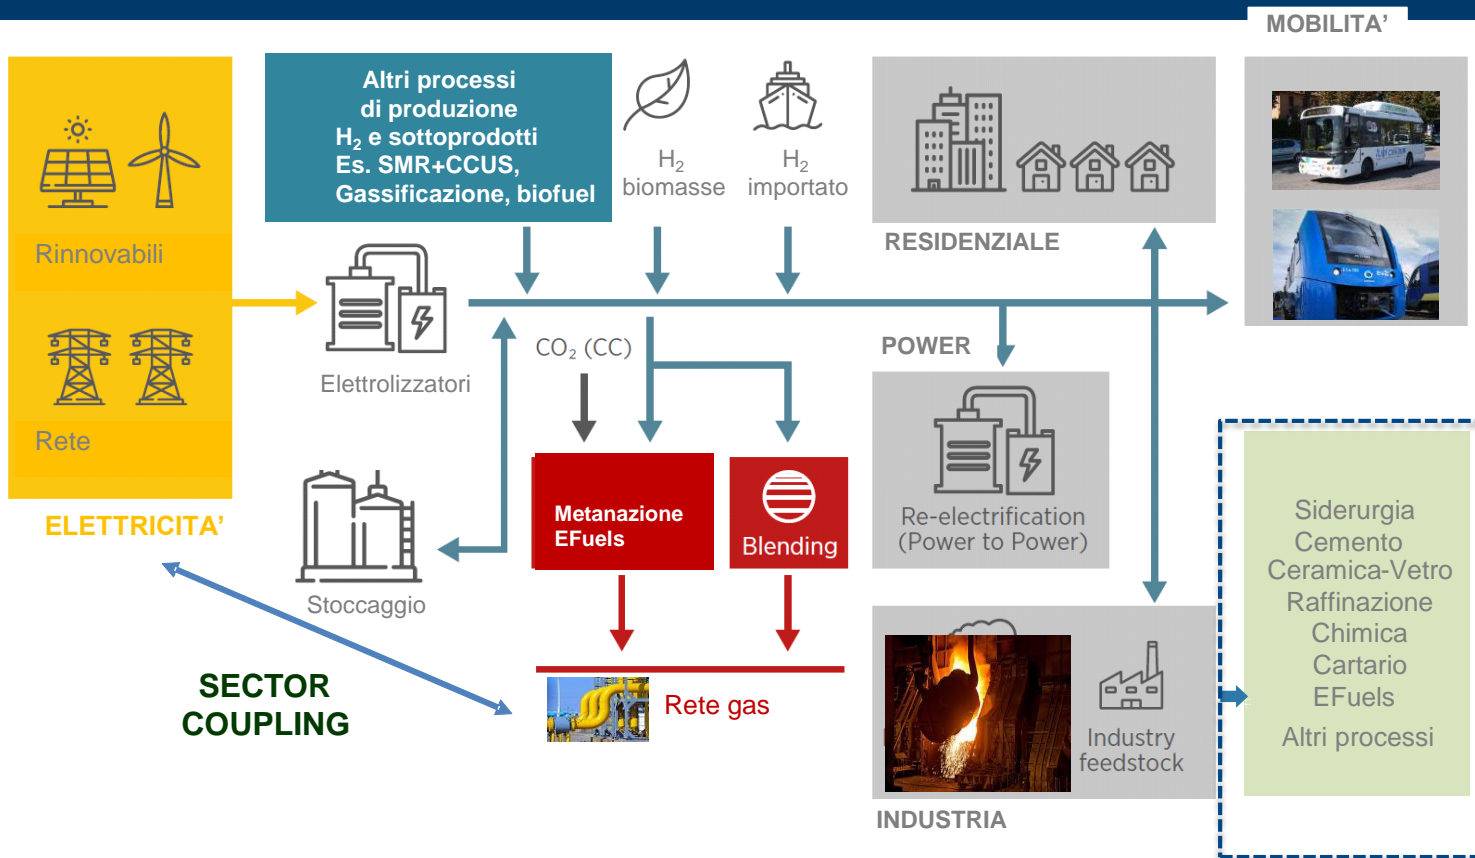 MOBILITA’
Altri processi
di produzione
H₂ e sottoprodotti
Es. SMR+CCUS,
Gassificazione, biofuel
H₂
biomasse
H₂
importato
Rinnovabili
Rete
ELETTRICITA’
Elettrolizzatori
RESIDENZIALE
CO₂ (CC)
POWER
Re-electrification
(Power to Power)
Stoccaggio
Metanazione
EFuels
Blending
SECTOR
COUPLING
Rete gas
Industry
feedstock
INDUSTRIA
Siderurgia
Cemento
Ceramica-Vetro
Raffinazione
Chimica
Cartario
EFuels
Altri processi